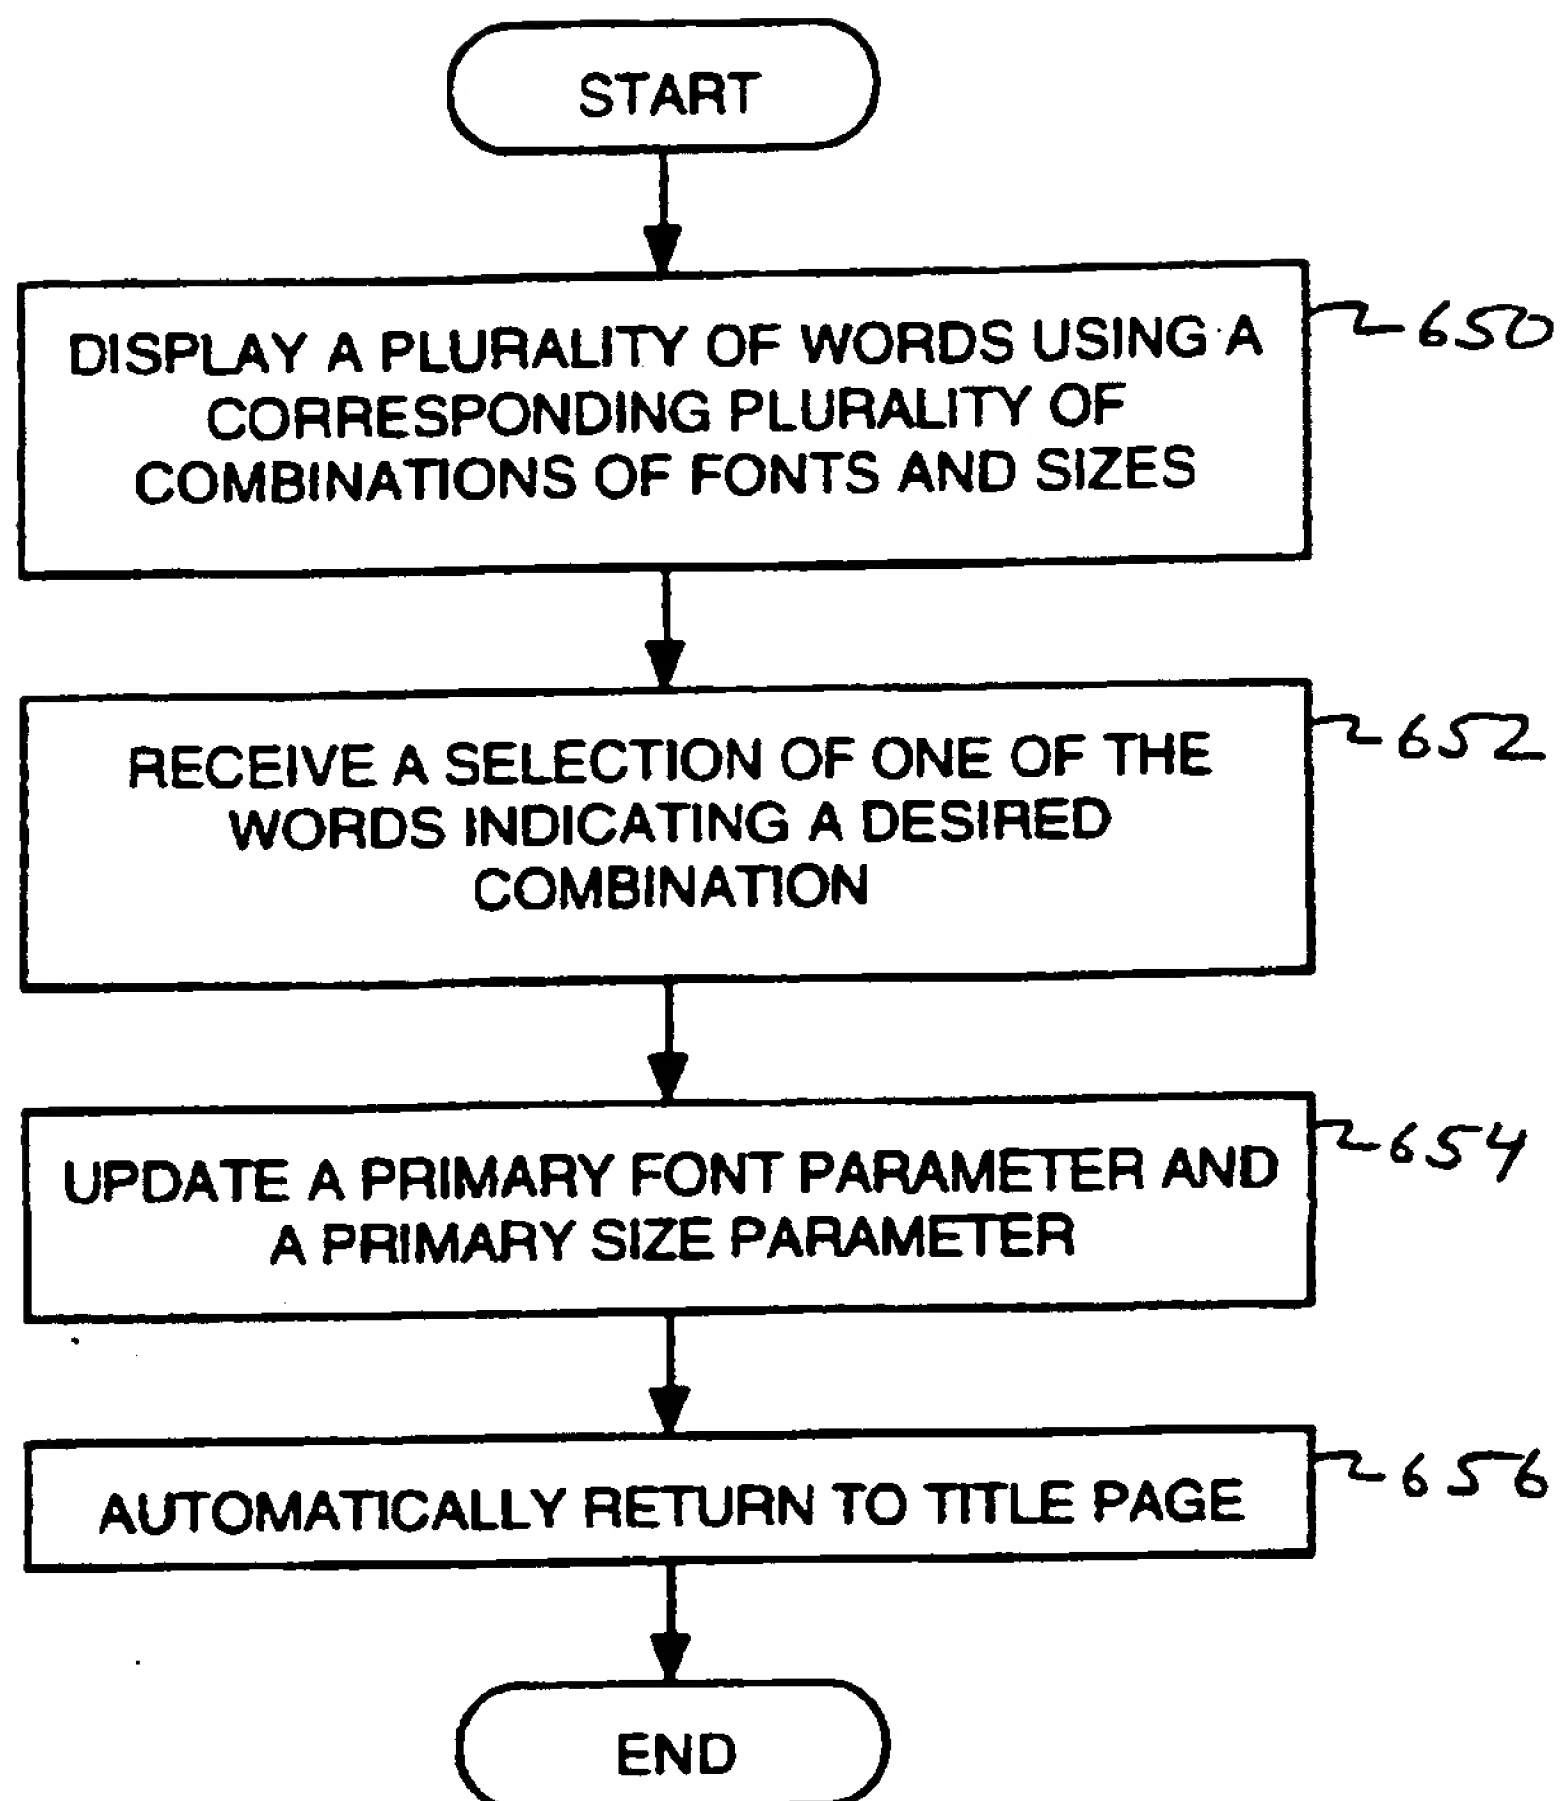 START
DISPLAY A PLURALITY OF WORDS USING A
CORRESPONDING PLURALITY OF
COMBINATIONS OF FONTS AND SIZES
650
RECEIVE A SELECTION OF ONE OF THE
WORDS INDICATING A DESIRED
COMBINATION
652
UPDATE A PRIMARY FONT PARAMETER AND
A PRIMARY SIZE PARAMETER
654
AUTOMATICALLY RETURN TO TITLE PAGE
656
END